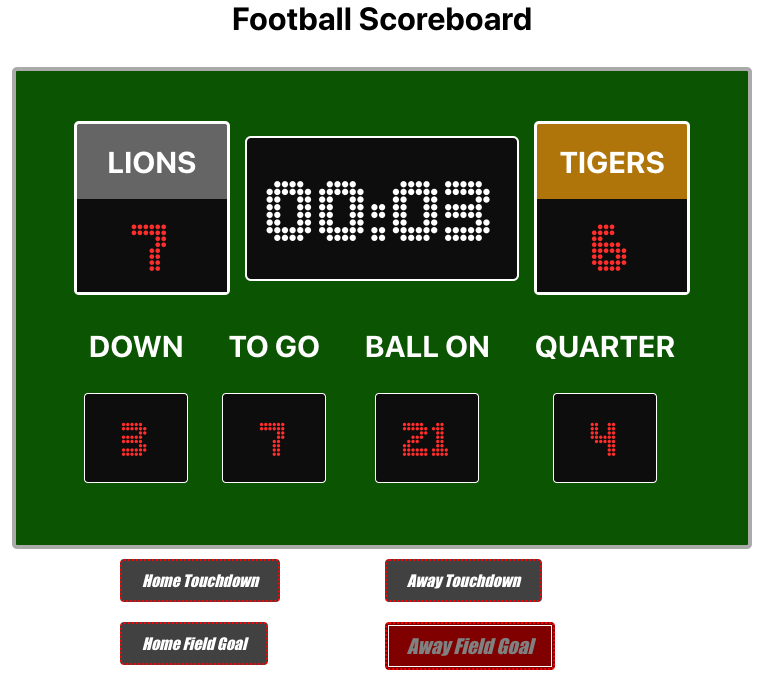 Football Scoreboard
LIONS
00:03
TIGERS
7
6
DOWN
TO GO
BALL ON
QUARTER
3
7
21
4
Home Touchdown
Away Touchdown
Home Field Goal
Away Field Goal